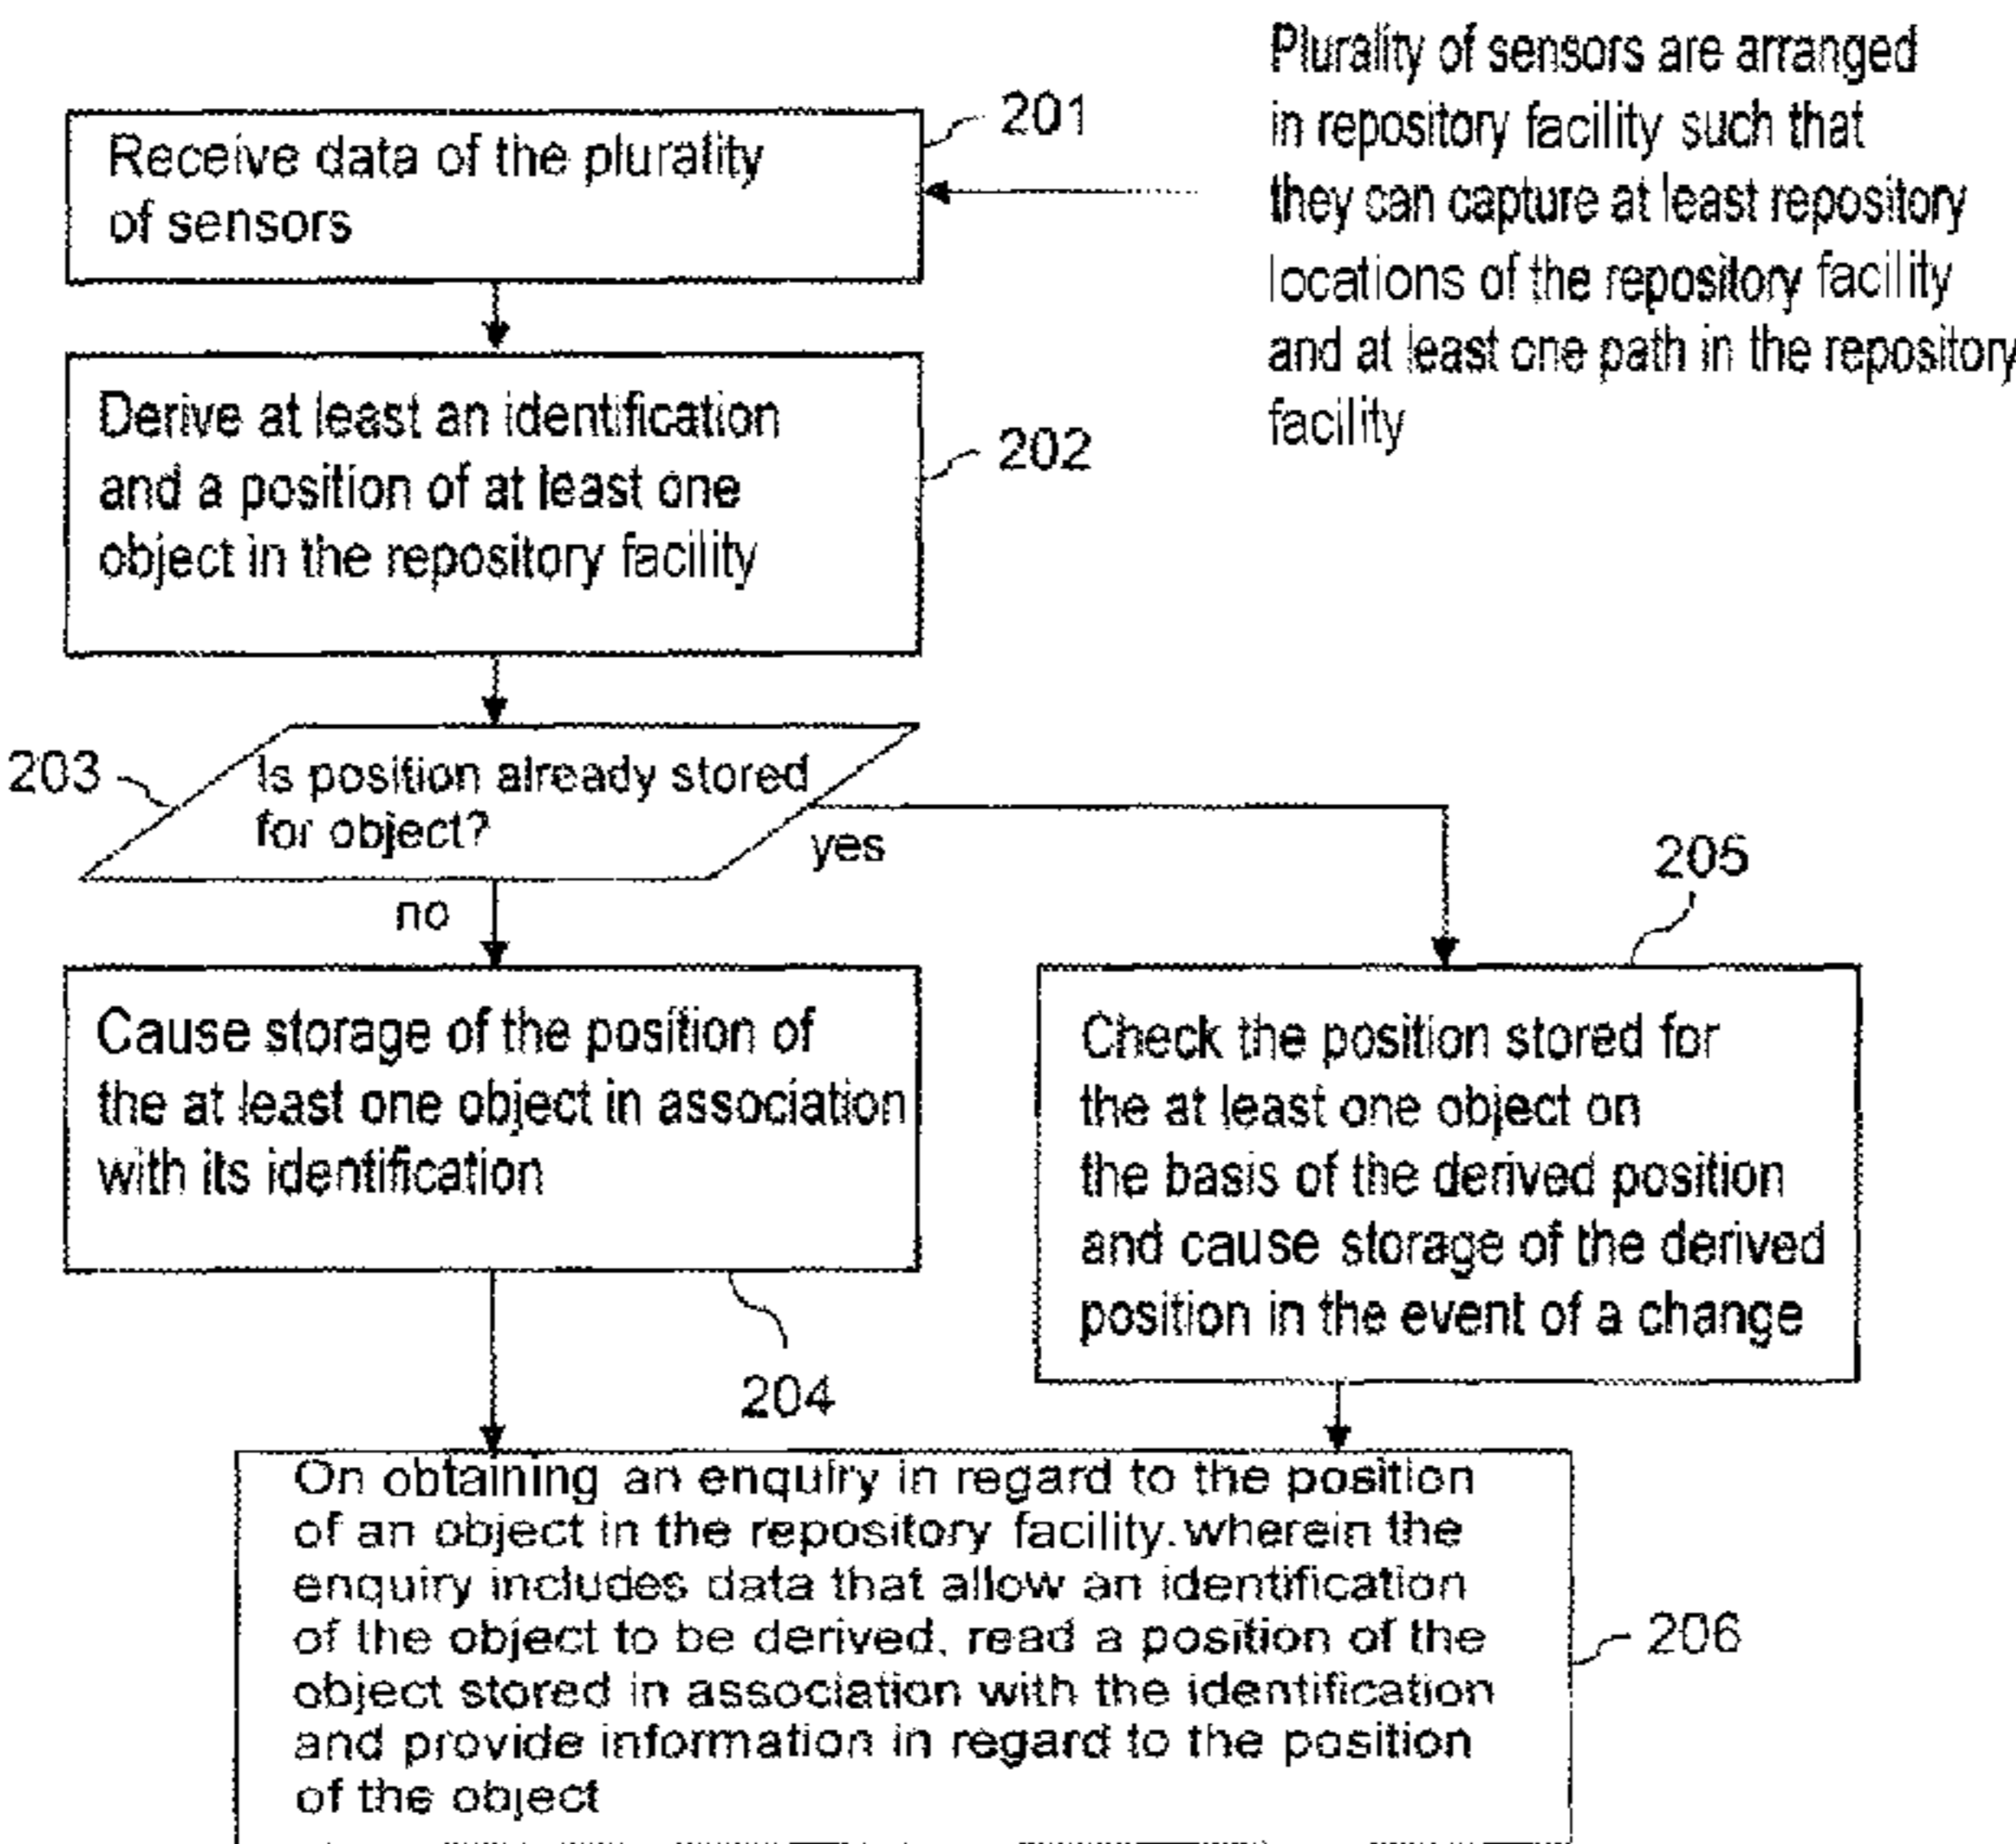 Plurality of sensors are arranged
in repository facility such that
they can capture at least repository
locations of the repository facility
and at least one path in the repository
facility
201
Receive data of the plurality
of sensors
202
Derive at least an identification
and a position of at least one
object in the repository facility
203
Is position already stored
for object?
yes
no
204
Cause storage of the position of
the at least one object in association
with its identification
205
Check the position stored for
the at least one object on
the basis of the derived position
and cause storage of the derived
position in the event of a change
On obtaining an enquiry in regard to the position
of an object in the repository facility.wherein the
enquiry includes data that allow an identification
of the object to be derived, read a position of the
object stored in association with the identification
and provide information in regard to the position
of the object
206